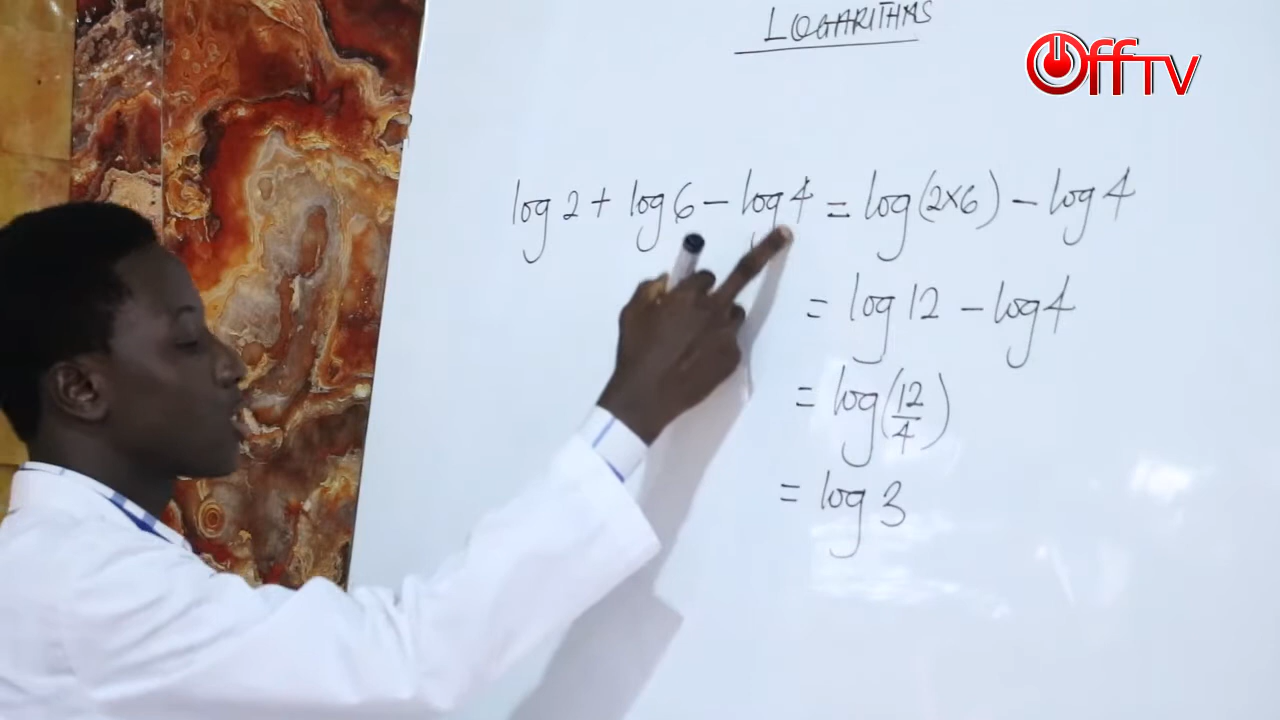 LOGARITHMS
OffTV
log 2 + log 6 − log 4 = log(2×6) − log 4
= log 12 − log 4
= log(12/4)
= log 3